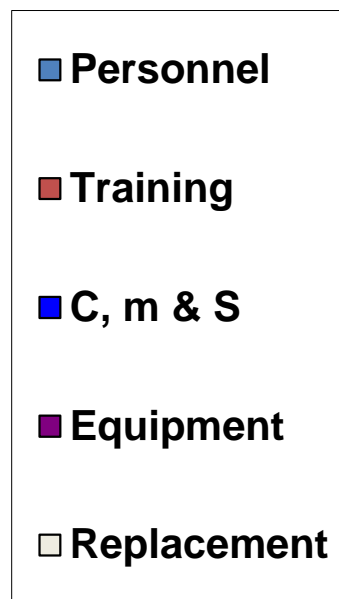 Personnel
Training
C, m & S
Equipment
Replacement